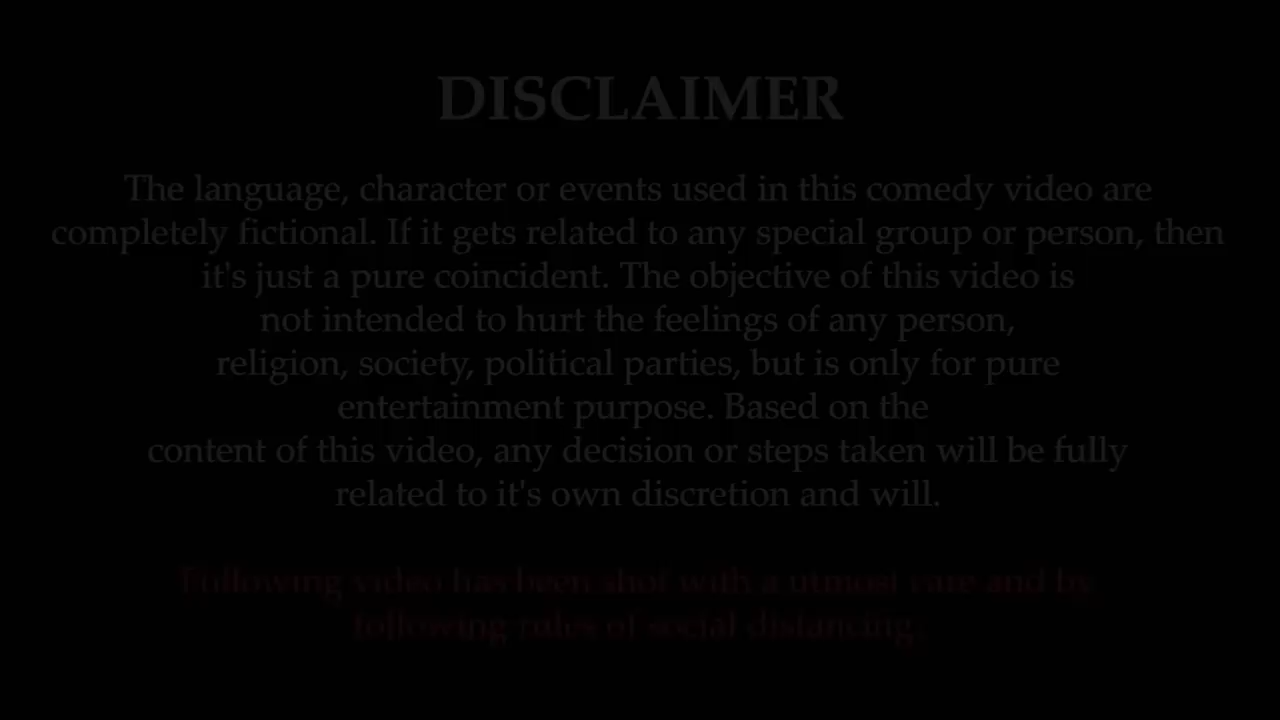 DISCLAIMER
The language, character or events used in this comedy video are
completely fictional. If it gets related to any special group or person, then
it's just a pure coincident. The objective of this video is
not intended to hurt the feelings of any person,
religion, society, political parties, but is only for pure
entertainment purpose. Based on the
content of this video, any decision or steps taken will be fully
related to it's own discretion and will.
Following video has been shot with a utmost care and by
following rules of social distancing.